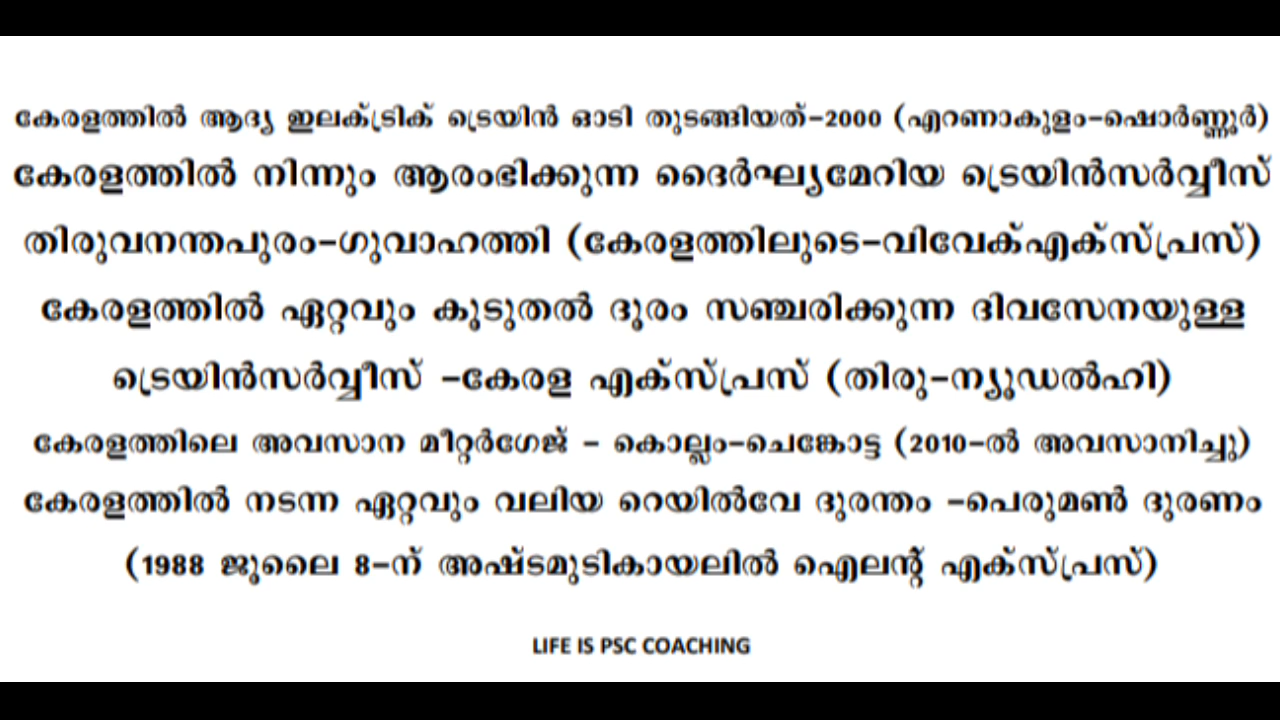 കേരളത്തിൽ ആദ്യ ഇലക്ട്രിക് ട്രെയിൻ ഓടി തുടങ്ങിയത്-2000 (എറണാകുളം-ഷൊർണ്ണൂർ)
കേരളത്തിൽ നിന്നും ആരംഭിക്കുന്ന ദൈർഘ്യമേറിയ ട്രെയിൻസർവ്വീസ്
തിരുവനന്തപുരം-ഗുവാഹത്തി (കേരളത്തിലൂടെ-വിവേക്എക്സ്പ്രസ്)
കേരളത്തിൽ ഏറ്റവും കൂടുതൽ ദൂരം സഞ്ചരിക്കുന്ന ദിവസേനയുള്ള
ട്രെയിൻസർവ്വീസ് -കേരള എക്സ്പ്രസ് (തിരു-ന്യൂഡൽഹി)
കേരളത്തിലെ അവസാന മീറ്റർഗേജ് - കൊല്ലം-ചെങ്കോട്ട (2010-ൽ അവസാനിച്ചു)
കേരളത്തിൽ നടന്ന ഏറ്റവും വലിയ റെയിൽവേ ദുരന്തം -പെരുമൺ ദുരണം
(1988 ജൂലൈ 8-ന് അഷ്ടമുടികായലിൽ ഐലന്റ് എക്സ്പ്രസ്)
LIFE IS PSC COACHING